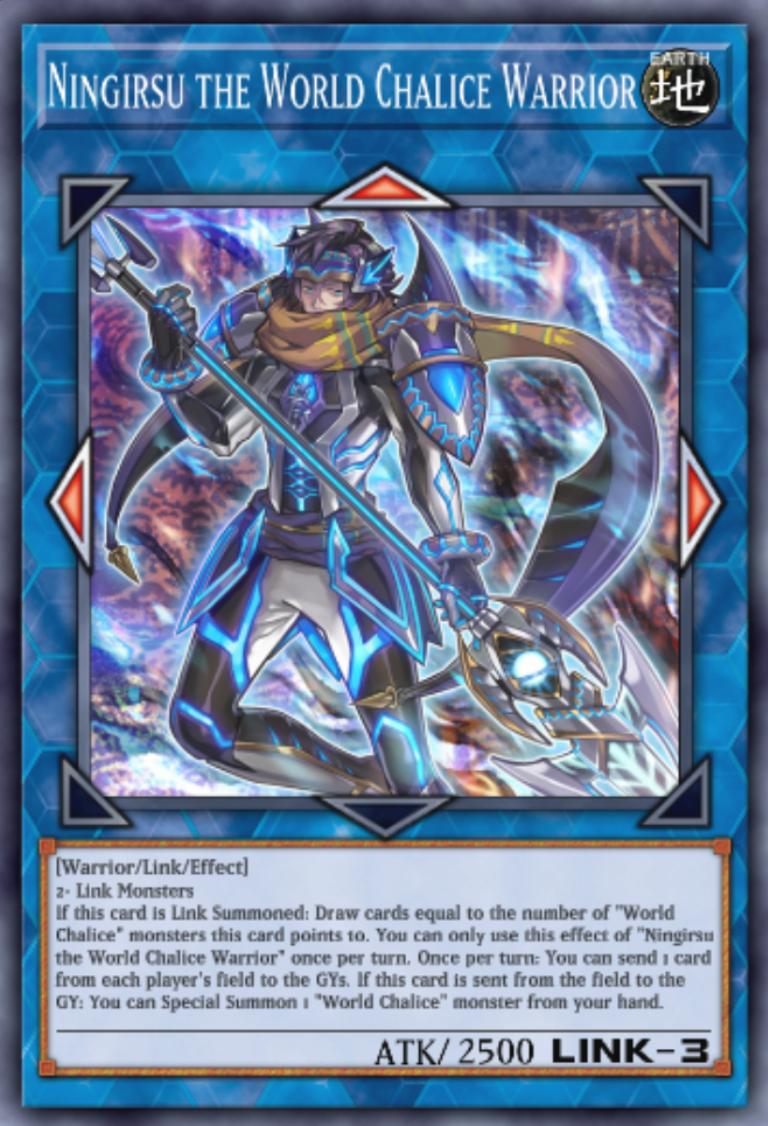 NINGIRSU THE WORLD CHALICE WARRIOR
EARTH
地
[Warrior/Link/Effect]
2+ Link Monsters
If this card is Link Summoned: Draw cards equal to the number of "World
Chalice" monsters this card points to. You can only use this effect of "Ningirsu
the World Chalice Warrior" once per turn. Once per turn: You can send 1 card
from each player's field to the GYs. If this card is sent from the field to the
GY: You can Special Summon 1 "World Chalice" monster from your hand.
ATK/ 2500 LINK-3